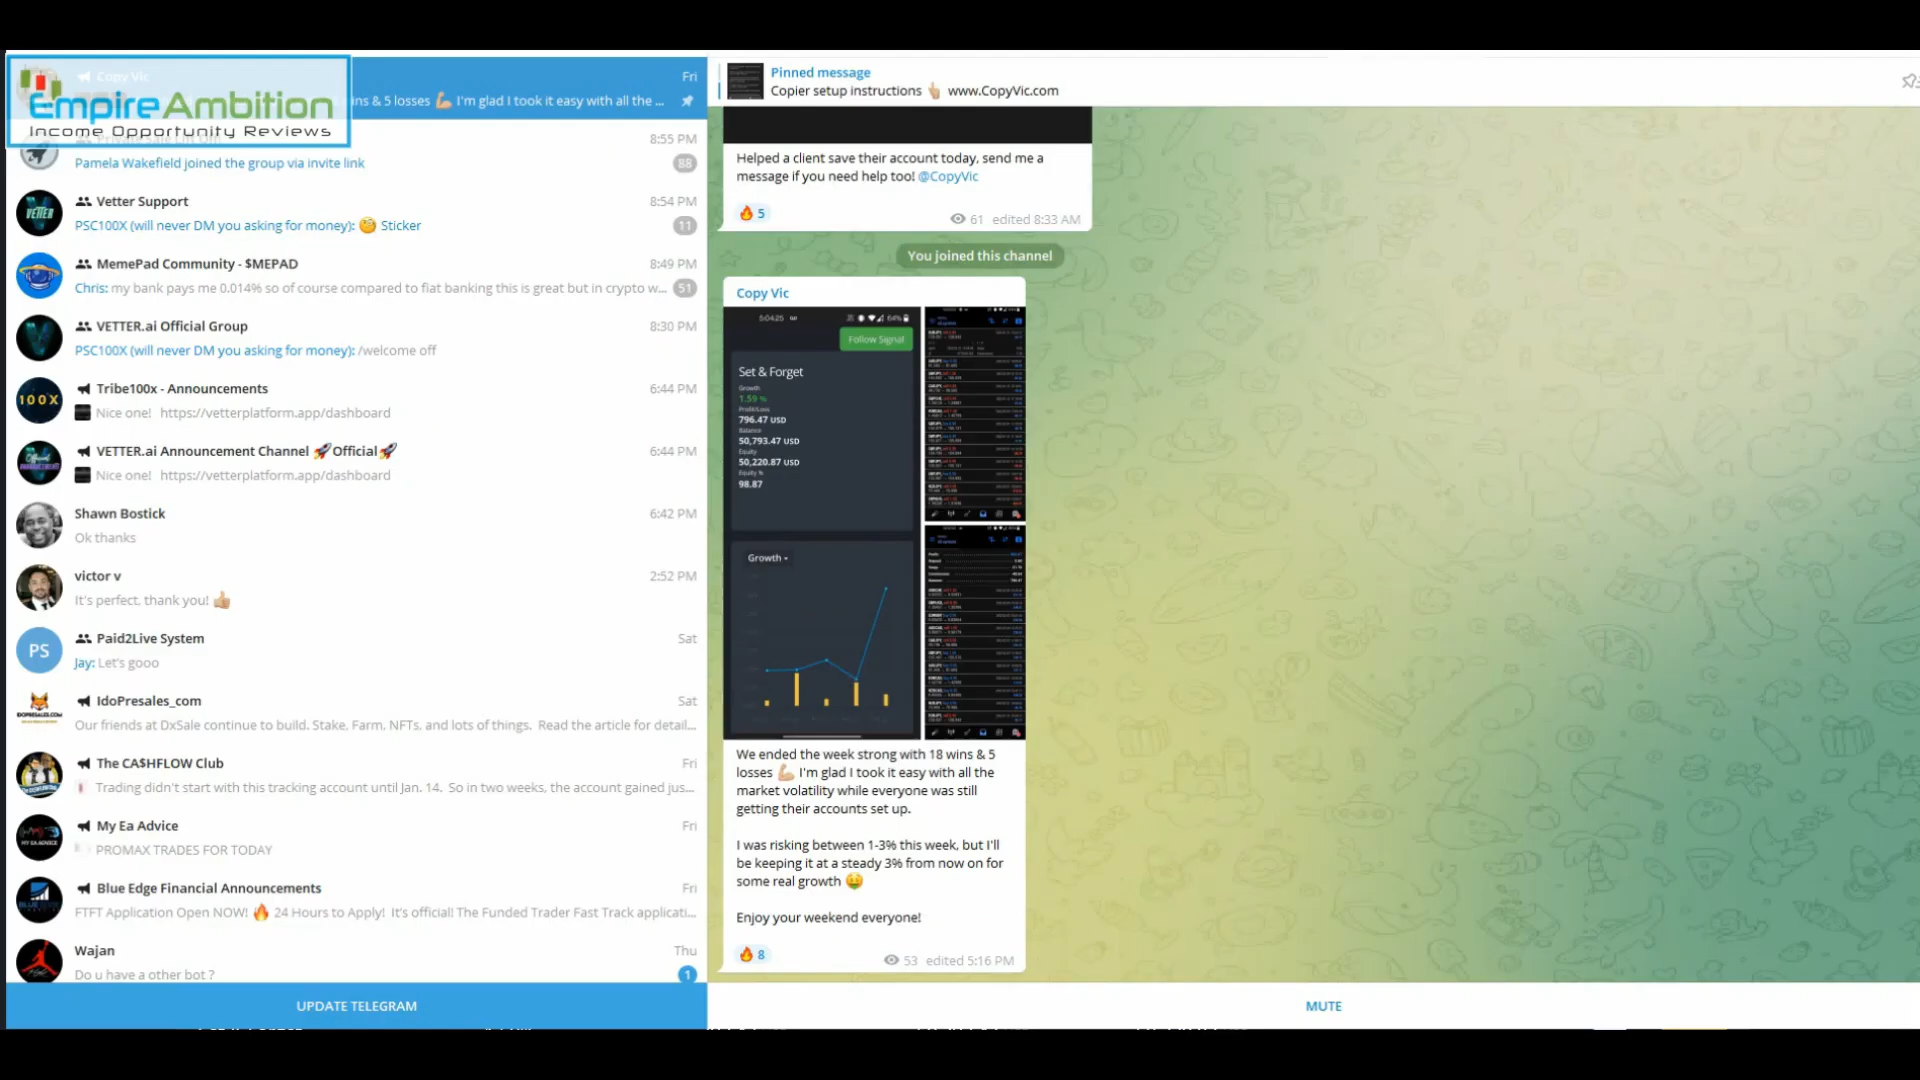 Copy Vic
Fri
EmpireAmbition
Income Opportunity Reviews
ins & 5 losses 💪 I'm glad I took it easy with all the ...
8:55 PM
Pamela Wakefield joined the group via invite link
88
Vetter Support
8:54 PM
PSC100X (will never DM you asking for money): 🧐 Sticker
11
MemePad Community - $MEPAD
8:49 PM
Chris: my bank pays me 0.014% so of course compared to fiat banking this is great but in crypto w...
51
VETTER.ai Official Group
8:30 PM
PSC100X (will never DM you asking for money): /welcome off
Tribe100x - Announcements
6:44 PM
Nice one! https://vetterplatform.app/dashboard
VETTER.ai Announcement Channel 🚀Official🚀
6:44 PM
Nice one! https://vetterplatform.app/dashboard
Shawn Bostick
6:42 PM
Ok thanks
victor v
2:52 PM
It's perfect, thank you! 👍
PS
Paid2Live System
Sat
Jay: Let's gooo
IdoPresales_com
Sat
Our friends at DxSale continue to build. Stake, Farm, NFTs, and lots of things. Read the article for detail...
The CA$HFLOW Club
Fri
Trading didn't start with this tracking account until Jan. 14. So in two weeks, the account gained jus...
My Ea Advice
Fri
PROMAX TRADES FOR TODAY
Blue Edge Financial Announcements
Fri
FTFT Application Open NOW! 🔥 24 Hours to Apply! It's official! The Funded Trader Fast Track applicati...
Wajan
Thu
Do u have a other bot ?
1
UPDATE TELEGRAM
VETTER
100X
Pinned message
Copier setup instructions 👆 www.CopyVic.com
Helped a client save their account today, send me a
message if you need help too! @CopyVic
🔥 5
61 edited 8:33 AM
You joined this channel
Copy Vic
5:04:25
64%
Follow Signal
Set & Forget
Growth
1.59 %
Profit/Loss
796.47 USD
Balance
50,793.47 USD
Equity
50,220.87 USD
Equity %
98.87
Growth
We ended the week strong with 18 wins & 5
losses 💪 I'm glad I took it easy with all the
market volatility while everyone was still
getting their accounts set up.
I was risking between 1-3% this week, but I'll
be keeping it at a steady 3% from now on for
some real growth 🤑
Enjoy your weekend everyone!
🔥 8
53 edited 5:16 PM
MUTE